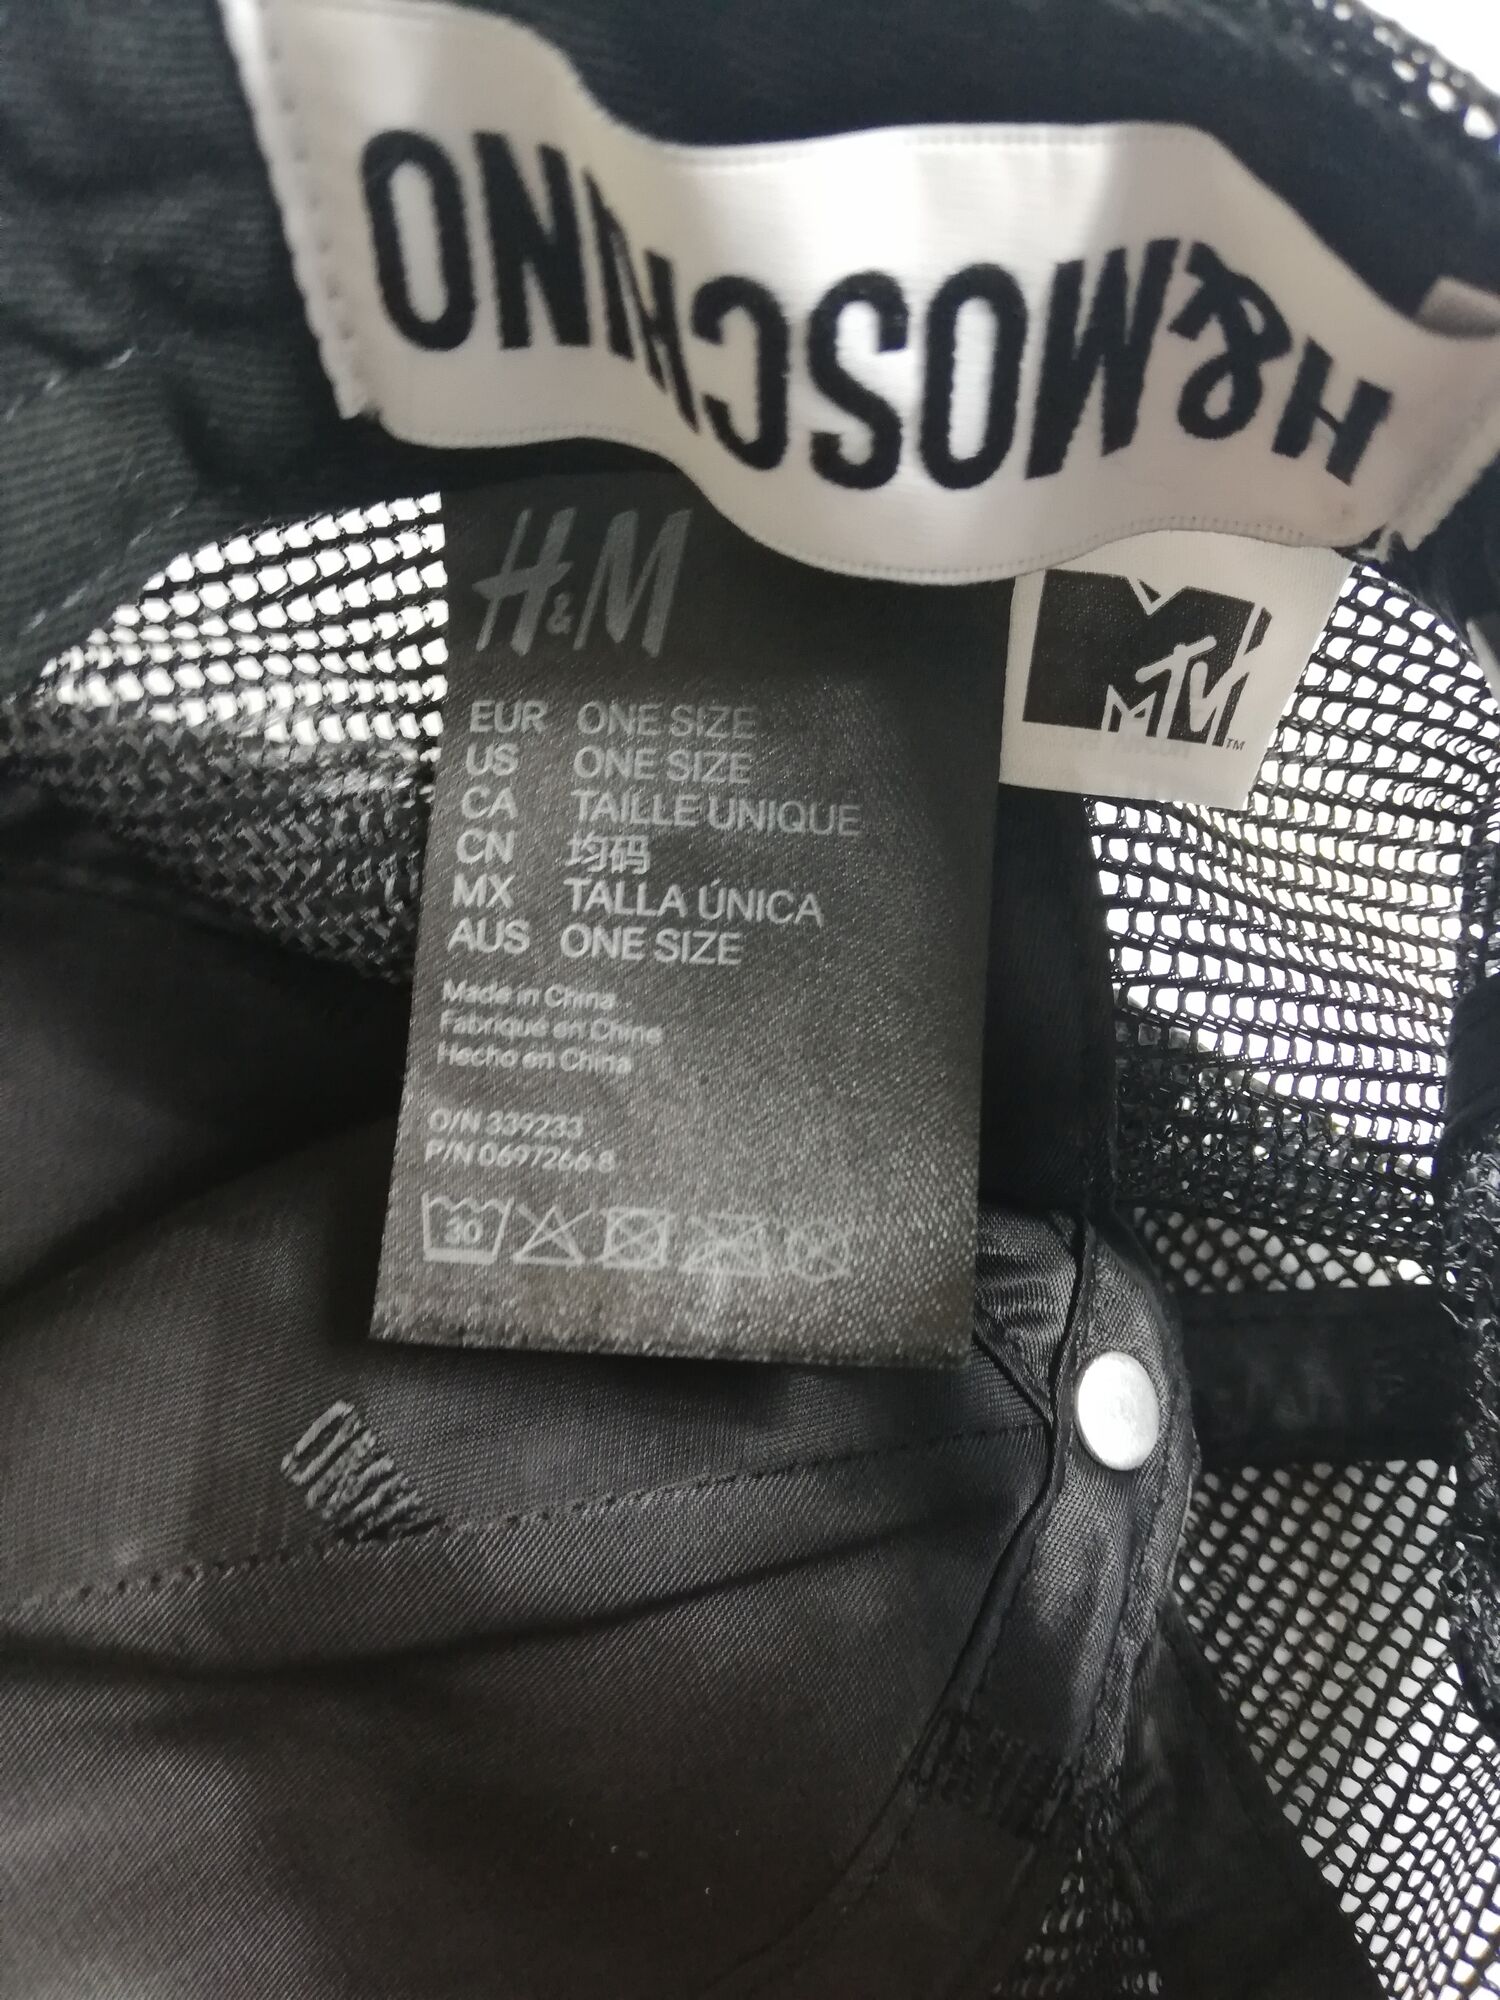 H&MOSCHINO
H&M
MTV™
EUR ONE SIZE
US ONE SIZE
CA TAILLE UNIQUE
CN 均码
MX TALLA ÚNICA
AUS ONE SIZE
Made in China
Fabriqué en Chine
Hecho en China
O/N 339233
P/N 0697266.8
30